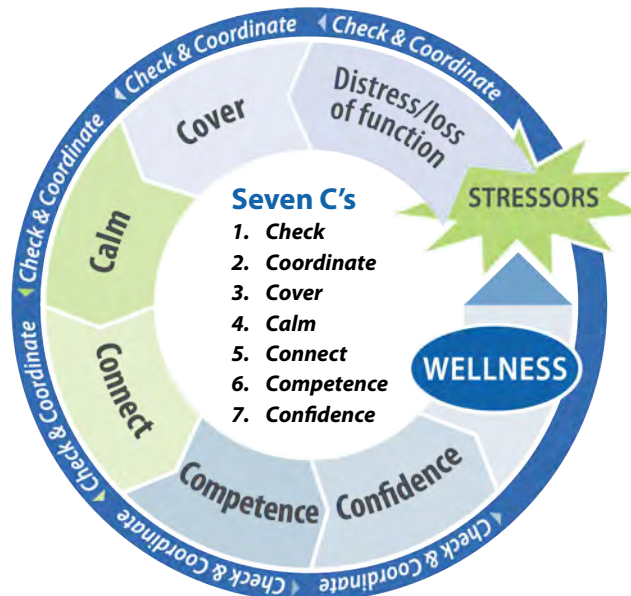 Check & Coordinate
Check & Coordinate
Check & Coordinate
Check & Coordinate
Check & Coordinate
Check & Coordinate
Check & Coordinate
Distress/loss
of function
Cover
Calm
Connect
Competence
Confidence
WELLNESS
STRESSORS
Seven C's
1. Check
2. Coordinate
3. Cover
4. Calm
5. Connect
6. Competence
7. Confidence